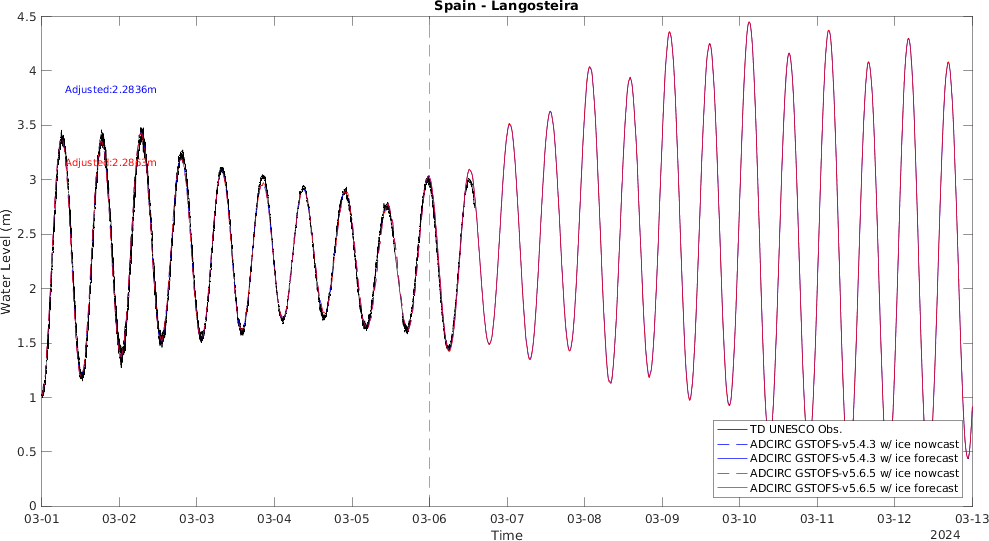 Spain - Langosteira
Water Level (m)
4.5
4
3.5
3
2.5
2
1.5
1
0.5
0
Adjusted:2.2836m
Adjusted:2.2863m
TD UNESCO Obs.
ADCIRC GSTOFS-v5.4.3 w/ ice nowcast
ADCIRC GSTOFS-v5.4.3 w/ ice forecast
ADCIRC GSTOFS-v5.6.5 w/ ice nowcast
ADCIRC GSTOFS-v5.6.5 w/ ice forecast
03-01 03-02 03-03 03-04 03-05 03-06 03-07 03-08 03-09 03-10 03-11 03-12 03-13
Time
2024